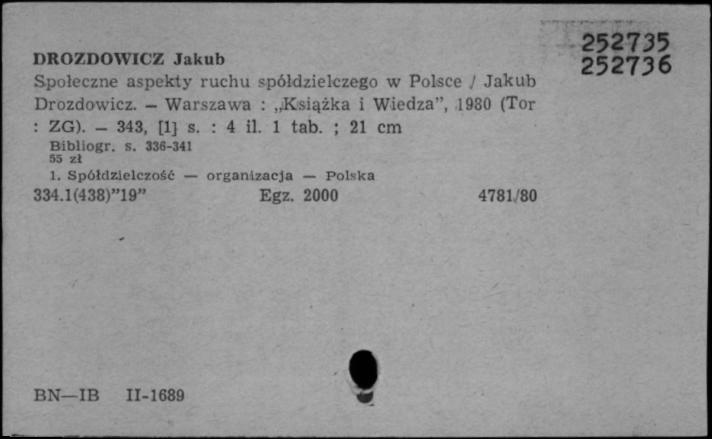 252735
252736
DROZDOWICZ Jakub
Społeczne aspekty ruchu spółdzielczego w Polsce / Jakub
Drozdowicz. — Warszawa : „Książka i Wiedza”, 1980 (Tor
: ZG). — 343, [1] s. : 4 il. 1 tab. ; 21 cm
Bibliogr. s. 336-341
55 zł
1. Spółdzielczość — organizacja — Polska
334.1(438)”19” Egz. 2000 4781/80
BN—IB II-1689